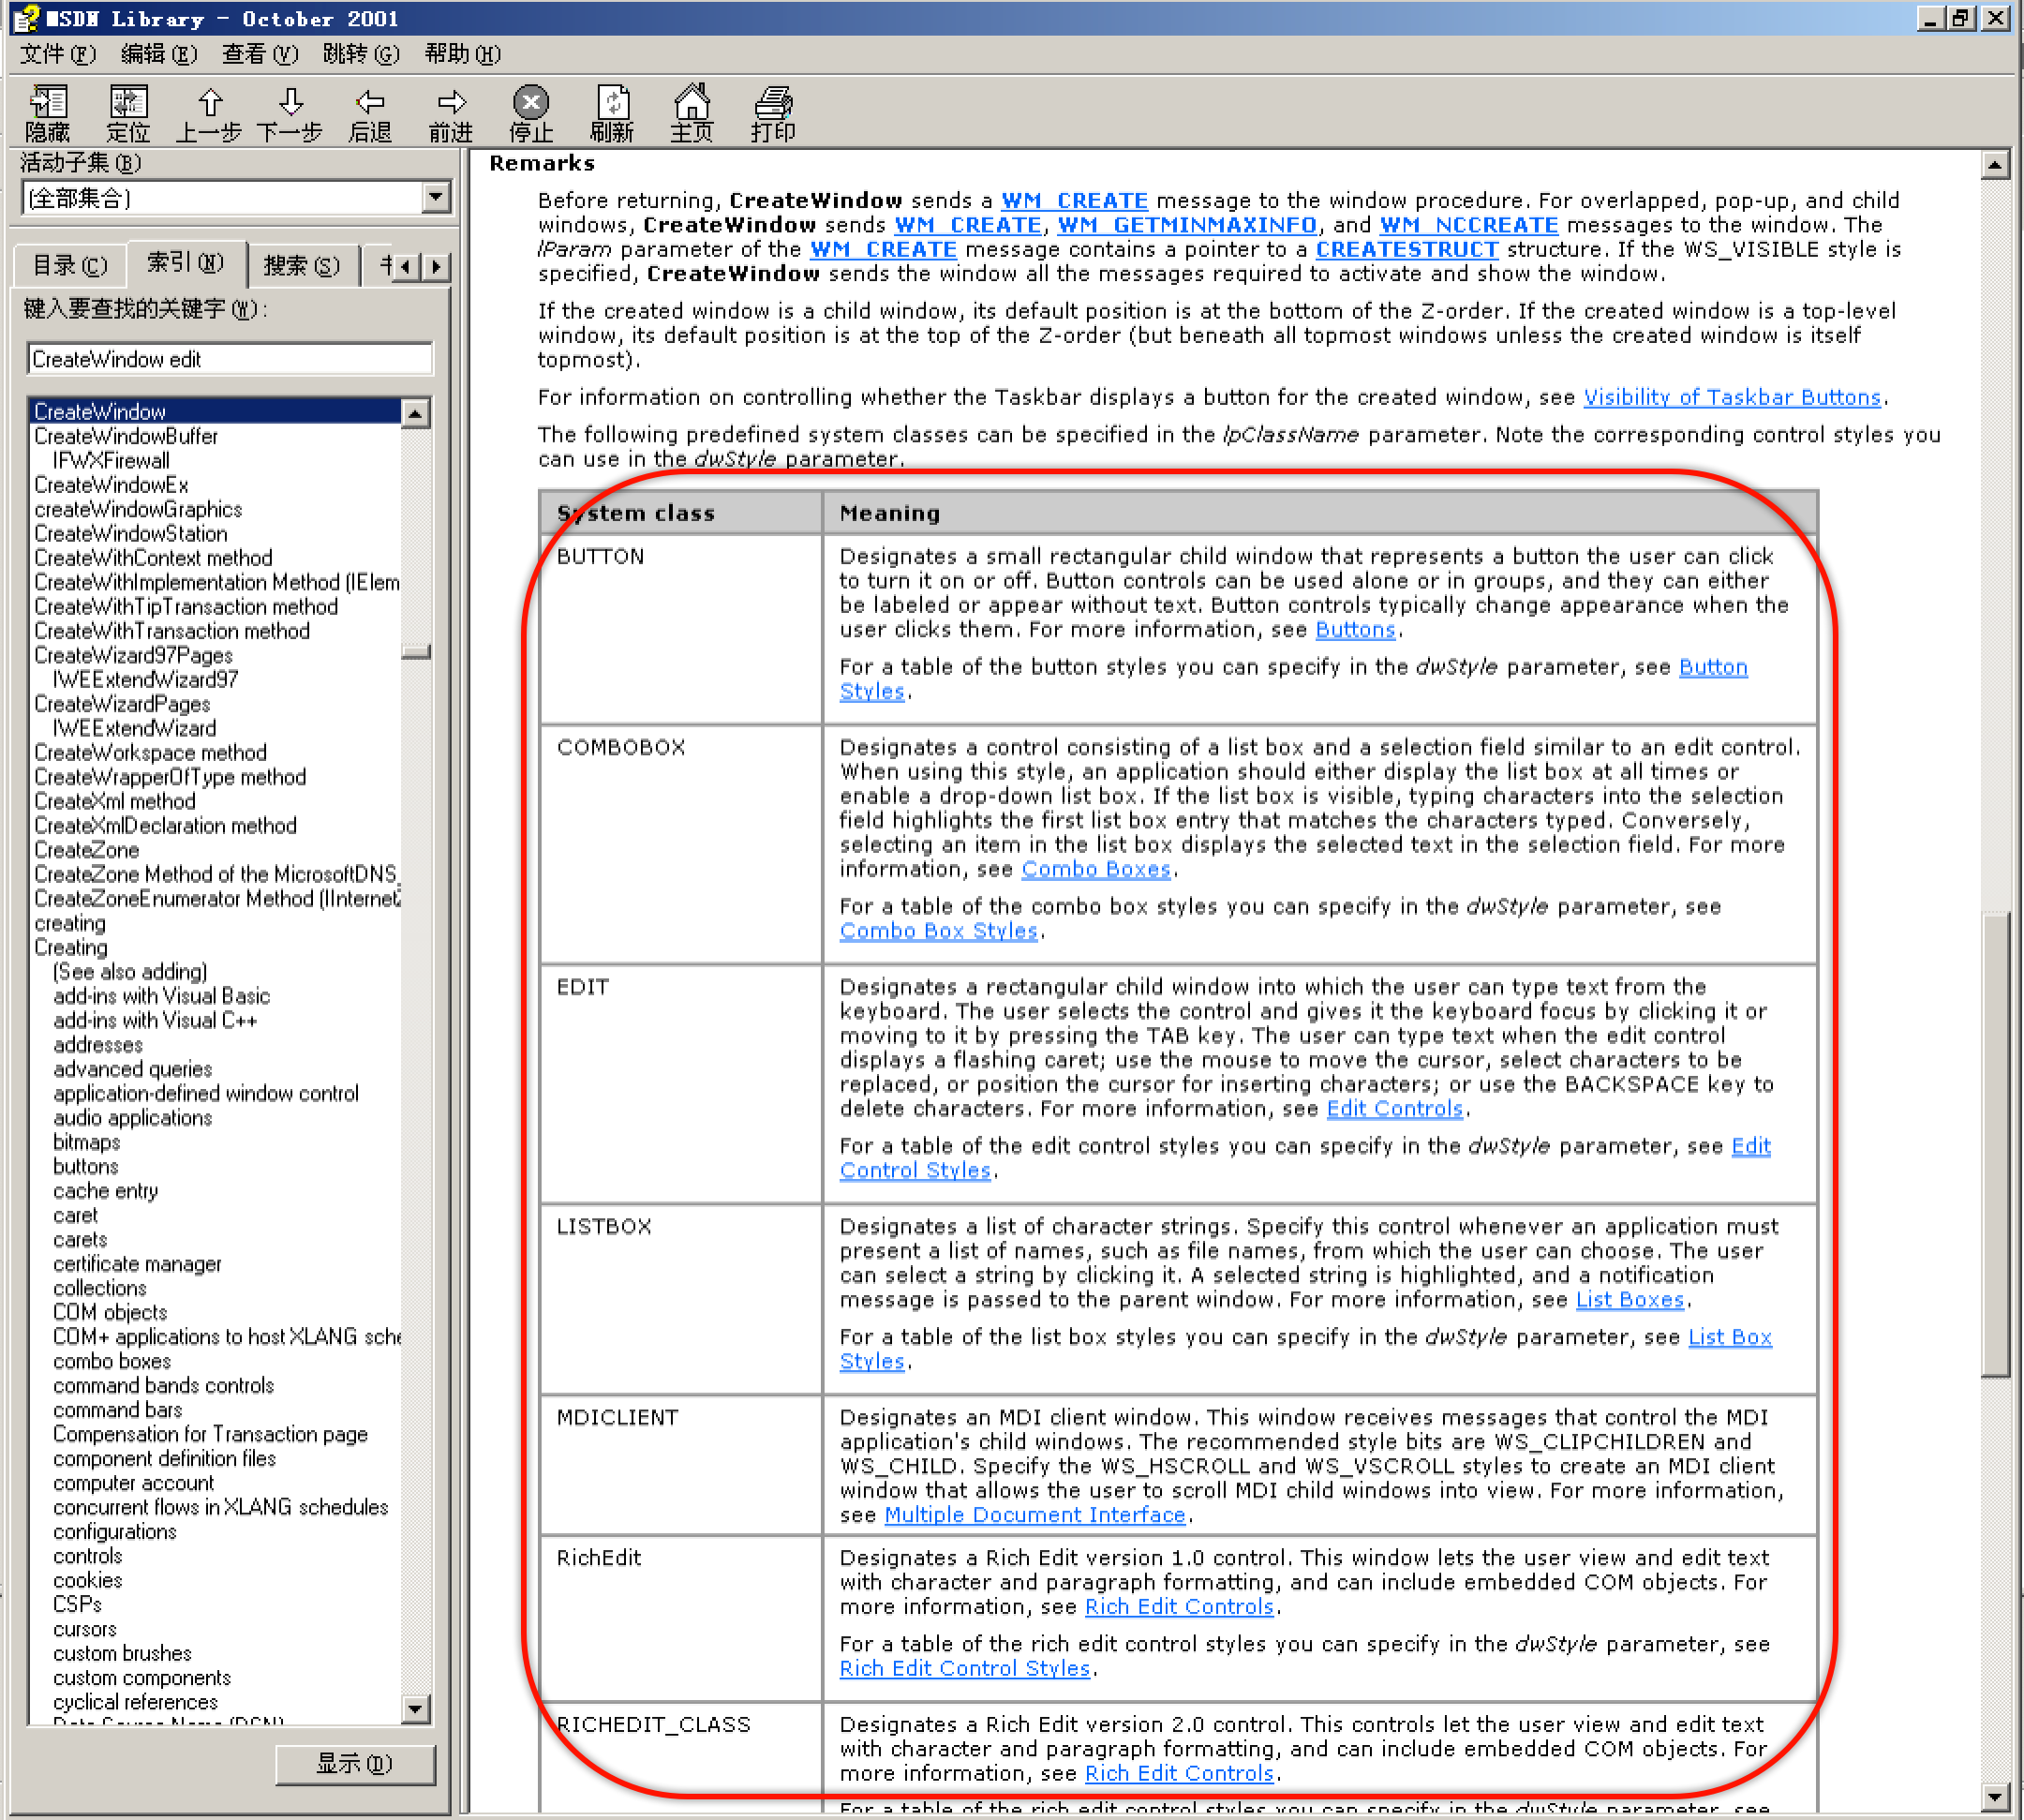 MSDN Library - October 2001
文件(F) 编辑(E) 查看(V) 跳转(G) 帮助(H)
隐藏 定位 上一步 下一步 后退 前进 停止 刷新 主页 打印
活动子集(B)
(全部集合)
目录(C) 索引(N) 搜索(S)
键入要查找的关键字(W):
CreateWindow edit
CreateWindow
CreateWindowBuffer
IFWXFirewall
CreateWindowEx
createWindowGraphics
CreateWindowStation
CreateWithContext method
CreateWithImplementation Method (IElem
CreateWithTipTransaction method
CreateWithTransaction method
CreateWizard97Pages
IWEExtendWizard97
CreateWizardPages
IWEExtendWizard
CreateWorkspace method
CreateWrapperOfType method
CreateXml method
CreateXmlDeclaration method
CreateZone
CreateZone Method of the MicrosoftDNS_
CreateZoneEnumerator Method (IInternet
creating
Creating
(See also adding)
add-ins with Visual Basic
add-ins with Visual C++
addresses
advanced queries
application-defined window control
audio applications
bitmaps
buttons
cache entry
caret
carets
certificate manager
collections
COM objects
COM+ applications to host XLANG sche
combo boxes
command bands controls
command bars
Compensation for Transaction page
component definition files
computer account
concurrent flows in XLANG schedules
configurations
controls
cookies
CSPs
cursors
custom brushes
custom components
cyclical references
Data Source Name (DSN)
显示(D)
Remarks
Before returning, CreateWindow sends a WM_CREATE message to the window procedure. For overlapped, pop-up, and child
windows, CreateWindow sends WM_CREATE, WM_GETMINMAXINFO, and WM_NCCREATE messages to the window. The
lParam parameter of the WM_CREATE message contains a pointer to a CREATESTRUCT structure. If the WS_VISIBLE style is
specified, CreateWindow sends the window all the messages required to activate and show the window.
If the created window is a child window, its default position is at the bottom of the Z-order. If the created window is a top-level
window, its default position is at the top of the Z-order (but beneath all topmost windows unless the created window is itself
topmost).
For information on controlling whether the Taskbar displays a button for the created window, see Visibility of Taskbar Buttons.
The following predefined system classes can be specified in the lpClassName parameter. Note the corresponding control styles you
can use in the dwStyle parameter.
System class Meaning
BUTTON Designates a small rectangular child window that represents a button the user can click
to turn it on or off. Button controls can be used alone or in groups, and they can either
be labeled or appear without text. Button controls typically change appearance when the
user clicks them. For more information, see Buttons.
For a table of the button styles you can specify in the dwStyle parameter, see Button
Styles.
COMBOBOX Designates a control consisting of a list box and a selection field similar to an edit control.
When using this style, an application should either display the list box at all times or
enable a drop-down list box. If the list box is visible, typing characters into the selection
field highlights the first list box entry that matches the characters typed. Conversely,
selecting an item in the list box displays the selected text in the selection field. For more
information, see Combo Boxes.
For a table of the combo box styles you can specify in the dwStyle parameter, see
Combo Box Styles.
EDIT Designates a rectangular child window into which the user can type text from the
keyboard. The user selects the control and gives it the keyboard focus by clicking it or
moving to it by pressing the TAB key. The user can type text when the edit control
displays a flashing caret; use the mouse to move the cursor, select characters to be
replaced, or position the cursor for inserting characters; or use the BACKSPACE key to
delete characters. For more information, see Edit Controls.
For a table of the edit control styles you can specify in the dwStyle parameter, see Edit
Control Styles.
LISTBOX Designates a list of character strings. Specify this control whenever an application must
present a list of names, such as file names, from which the user can choose. The user
can select a string by clicking it. A selected string is highlighted, and a notification
message is passed to the parent window. For more information, see List Boxes.
For a table of the list box styles you can specify in the dwStyle parameter, see List Box
Styles.
MDICLIENT Designates an MDI client window. This window receives messages that control the MDI
application's child windows. The recommended style bits are WS_CLIPCHILDREN and
WS_CHILD. Specify the WS_HSCROLL and WS_VSCROLL styles to create an MDI client
window that allows the user to scroll MDI child windows into view. For more information,
see Multiple Document Interface.
RichEdit Designates a Rich Edit version 1.0 control. This window lets the user view and edit text
with character and paragraph formatting, and can include embedded COM objects. For
more information, see Rich Edit Controls.
For a table of the rich edit control styles you can specify in the dwStyle parameter, see
Rich Edit Control Styles.
RICHEDIT_CLASS Designates a Rich Edit version 2.0 control. This controls let the user view and edit text
with character and paragraph formatting, and can include embedded COM objects. For
more information, see Rich Edit Controls.
For a table of the rich edit control styles you can specify in the dwStyle parameter, see